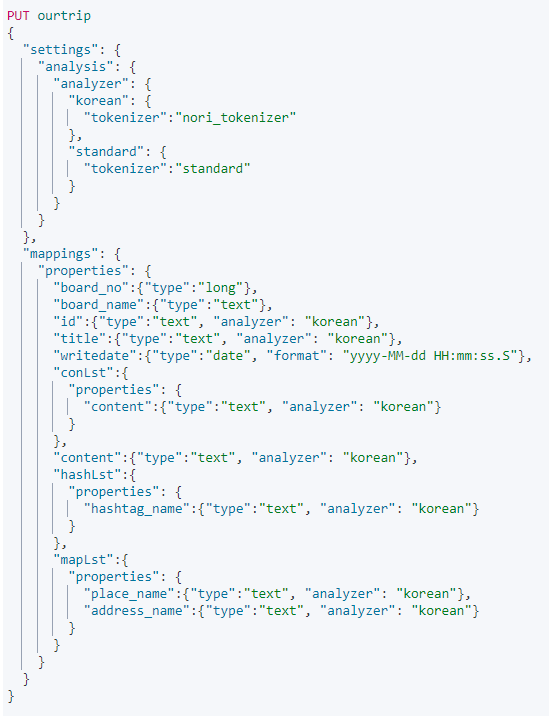 PUT ourtrip
{
  "settings": {
    "analysis": {
      "analyzer": {
        "korean": {
          "tokenizer":"nori_tokenizer"
        },
        "standard": {
          "tokenizer":"standard"
        }
      }
    }
  },
  "mappings": {
    "properties": {
      "board_no":{"type":"long"},
      "board_name":{"type":"text"},
      "id":{"type":"text", "analyzer": "korean"},
      "title":{"type":"text", "analyzer": "korean"},
      "writedate":{"type":"date", "format": "yyyy-MM-dd HH:mm:ss.S"},
      "conLst":{
        "properties": {
          "content":{"type":"text", "analyzer": "korean"}
        }
      },
      "content":{"type":"text", "analyzer": "korean"},
      "hashLst":{
        "properties": {
          "hashtag_name":{"type":"text", "analyzer": "korean"}
        }
      },
      "mapLst":{
        "properties": {
          "place_name":{"type":"text", "analyzer": "korean"},
          "address_name":{"type":"text", "analyzer": "korean"}
        }
      }
    }
  }
}